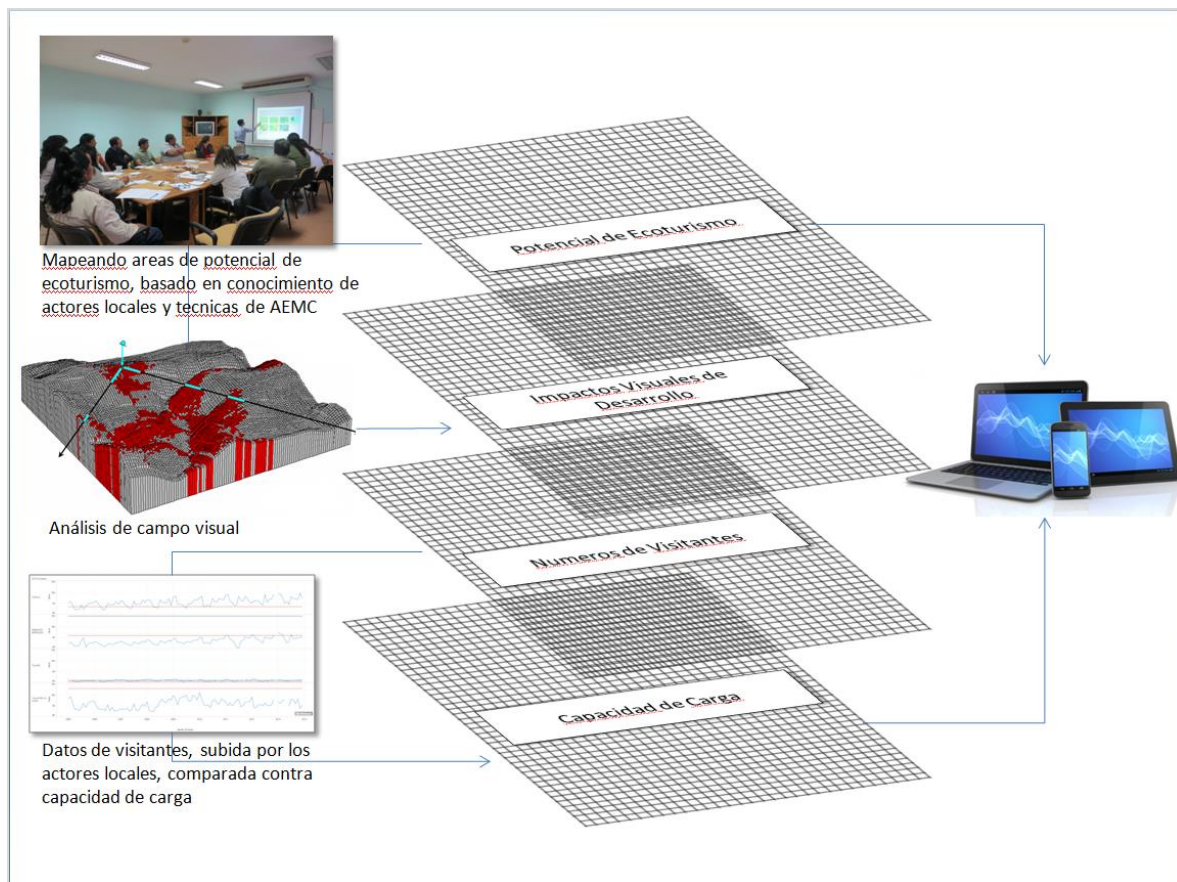 Mapeando areas de potencial de
ecoturismo, basado en conocimiento de
actores locales y tecnicas de AEMC
Análisis de campo visual
Datos de visitantes, subida por los
actores locales, comparada contra
capacidad de carga
Potencial de Ecoturismo
Impactos Visuales de
Desarrollo
Numeros de Visitantes
Capacidad de Carga